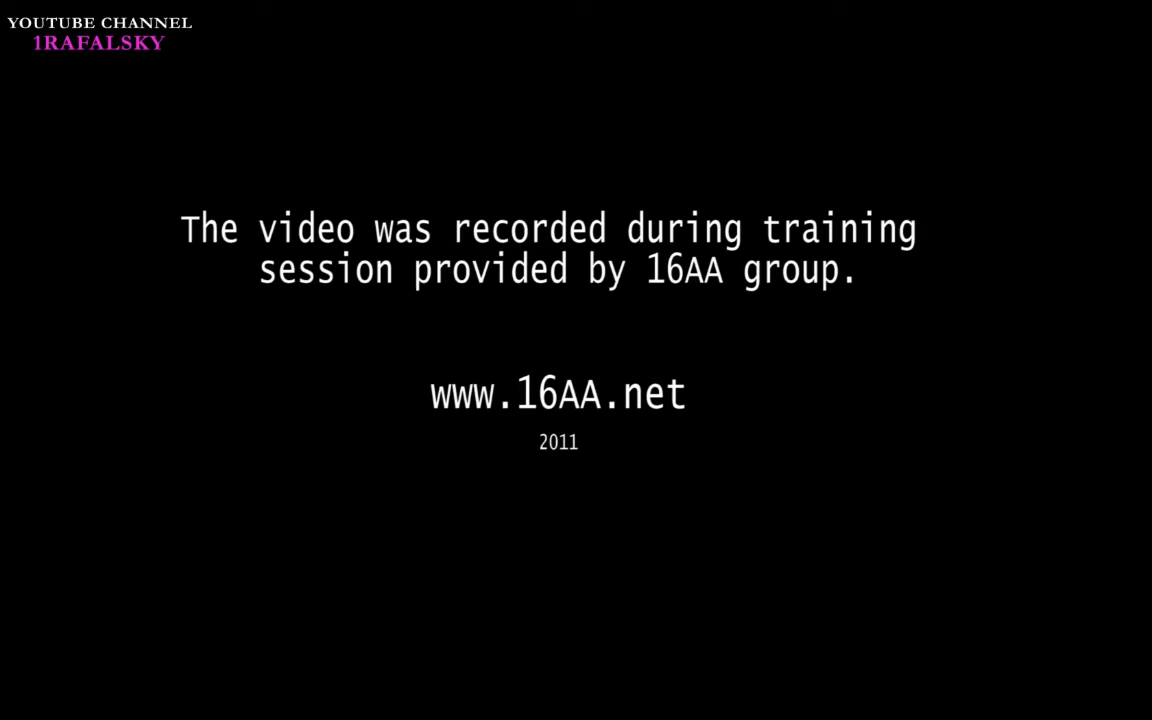 YOUTUBE CHANNEL
1RAFALSKY
The video was recorded during training
session provided by 16AA group.
www.16AA.net
2011